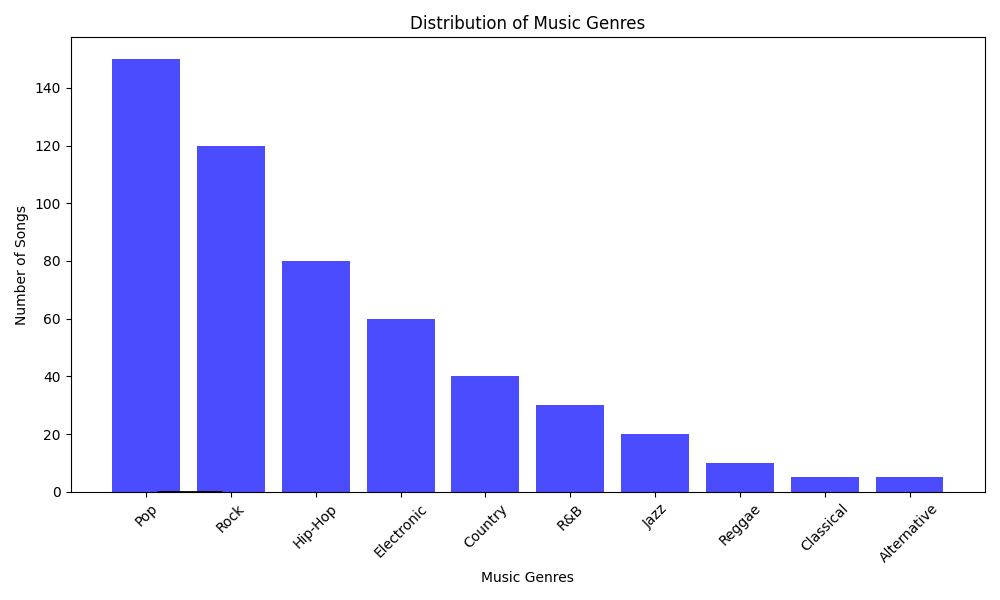 Distribution of Music Genres
Number of Songs
140
120
100
80
60
40
20
0
Pop
Rock
Hip-Hop
Electronic
Country
R&B
Jazz
Reggae
Classical
Alternative
Music Genres